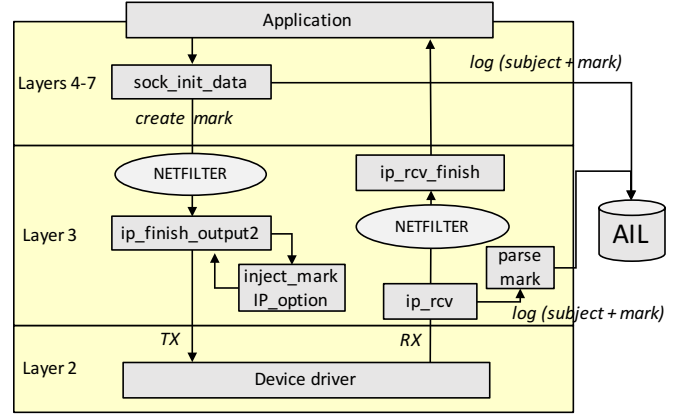 Application
log (subject + mark)
Layers 4-7
sock_init_data
create mark
NETFILTER
ip_rcv_finish
Layer 3
ip_finish_output2
NETFILTER
AIL
parse
mark
inject_mark
IP_option
ip_rcv
log (subject + mark)
TX
RX
Layer 2
Device driver